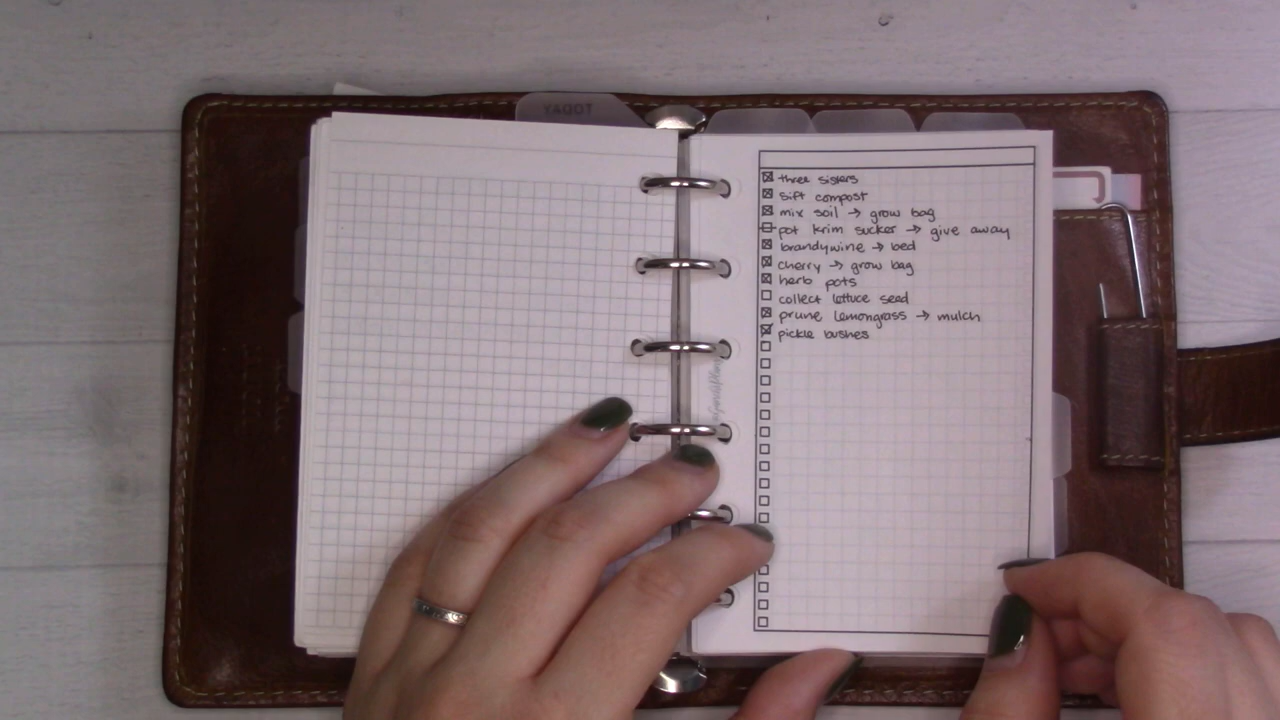 TODAY
three sisters
sift compost
mix soil → grow bag
pot krim sucker → give away
brandywine → bed
cherry → grow bag
herb pots
collect lettuce seed
prune lemongrass → mulch
pickle bushes